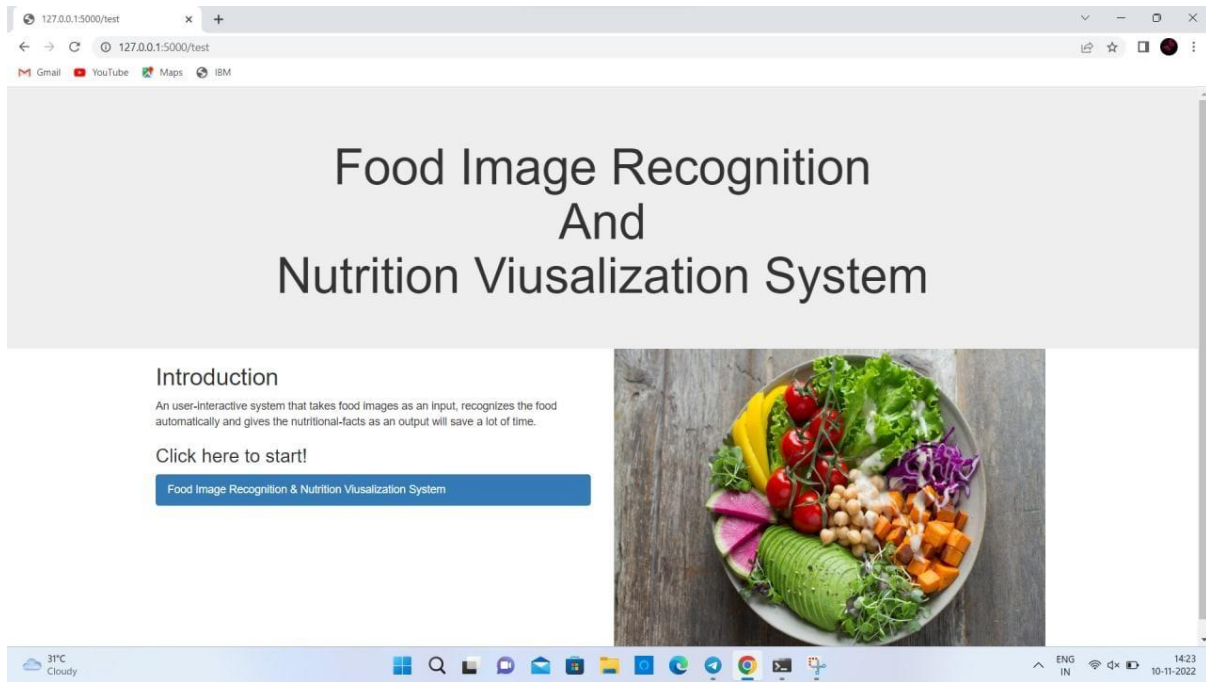 127.0.0.1:5000/test
127.0.0.1:5000/test
Gmail YouTube Maps IBM
Food Image Recognition
And
Nutrition Viusalization System
Introduction
An user-interactive system that takes food images as an input, recognizes the food
automatically and gives the nutritional-facts as an output will save a lot of time.
Click here to start!
Food Image Recognition & Nutrition Viusalization System
31°C
Cloudy
ENG
IN
14:23
10-11-2022